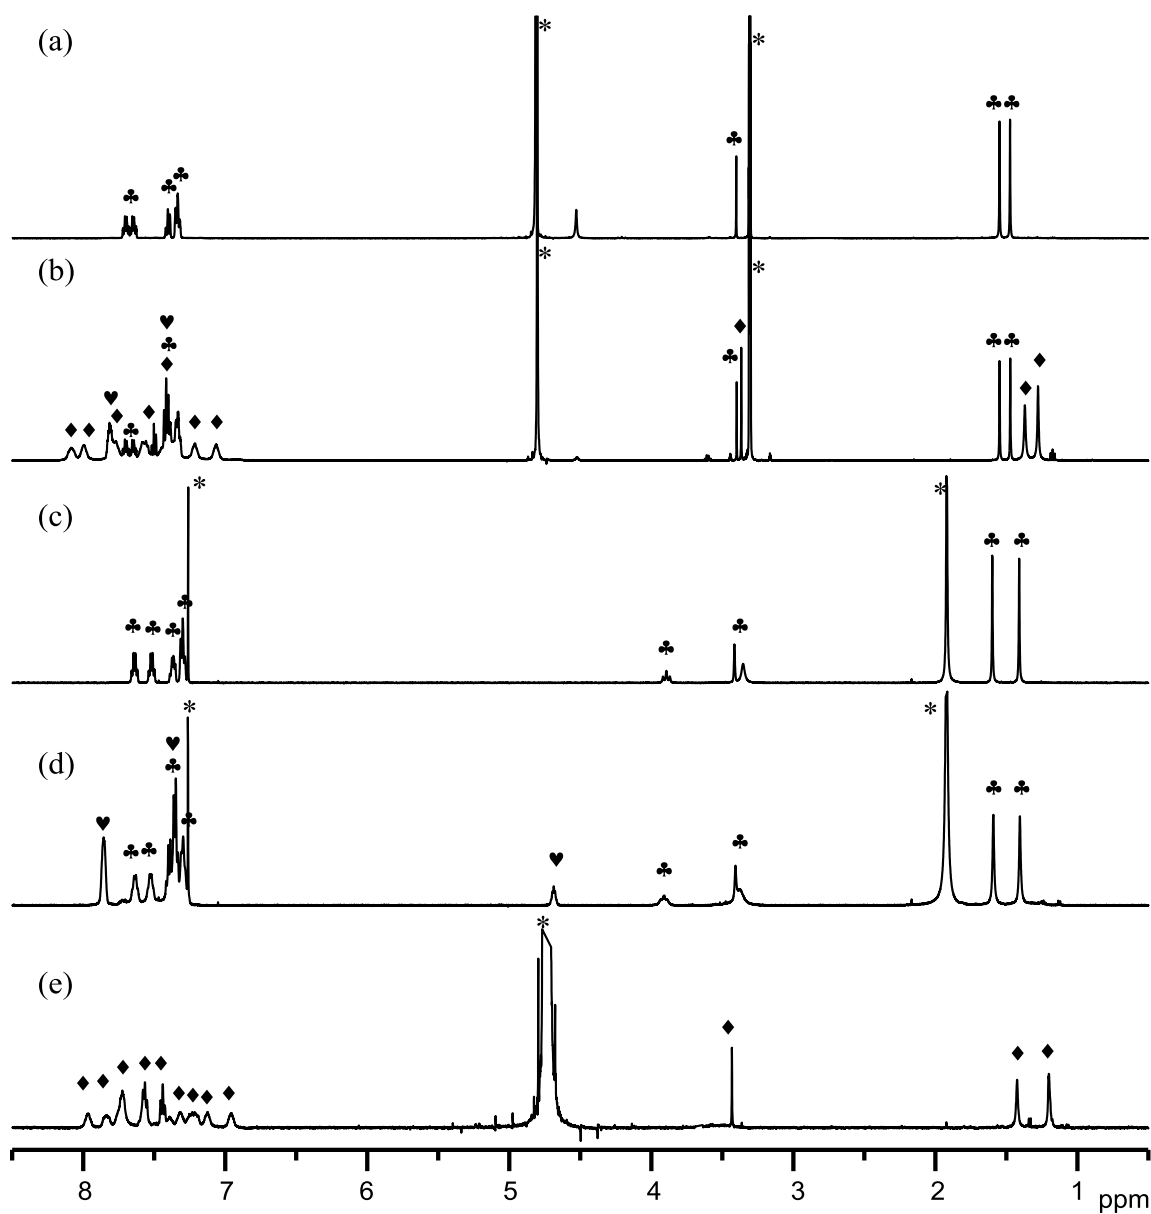 (a)
* *
♣ ♣ ♣ ♣ ♣ ♣
(b)
* *
♦ ♦ ♥ ♦ ♣ ♦ ♥ ♣ ♦ ♦ ♦ ♣ ♦ ♣ ♣ ♦ ♦
(c)
* *
♣ ♣ ♣ ♣ ♣ ♣ ♣ ♣
(d)
* *
♥ ♣ ♣ ♥ ♣ ♣ ♥ ♣ ♣ ♣ ♣
(e)
*
♦ ♦ ♦ ♦ ♦ ♦ ♦ ♦ ♦ ♦ ♦ ♦
8 7 6 5 4 3 2 1 ppm